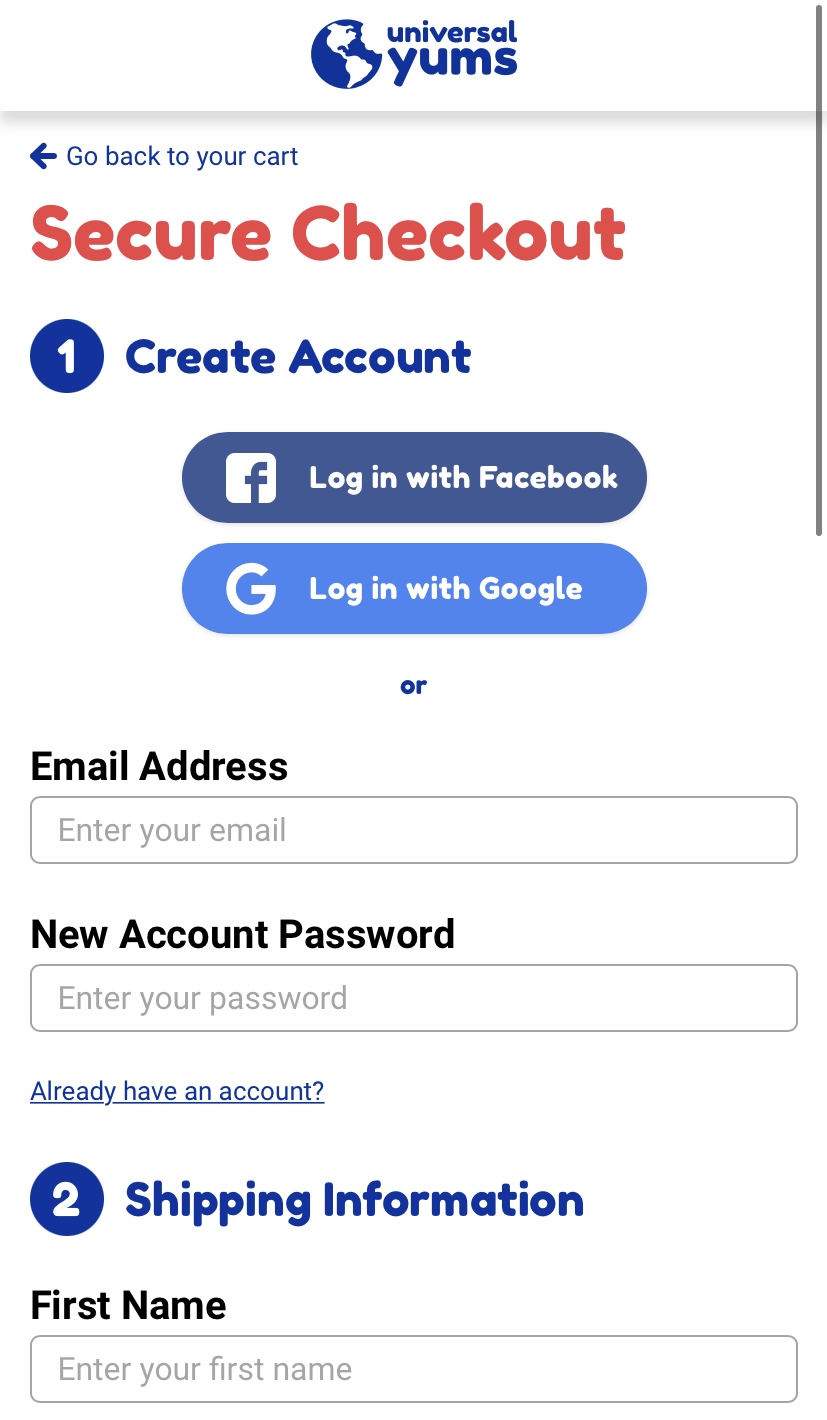 universal
yums
Go back to your cart
Secure Checkout
1 Create Account
Log in with Facebook
Log in with Google
or
Email Address
Enter your email
New Account Password
Enter your password
Already have an account?
2 Shipping Information
First Name
Enter your first name